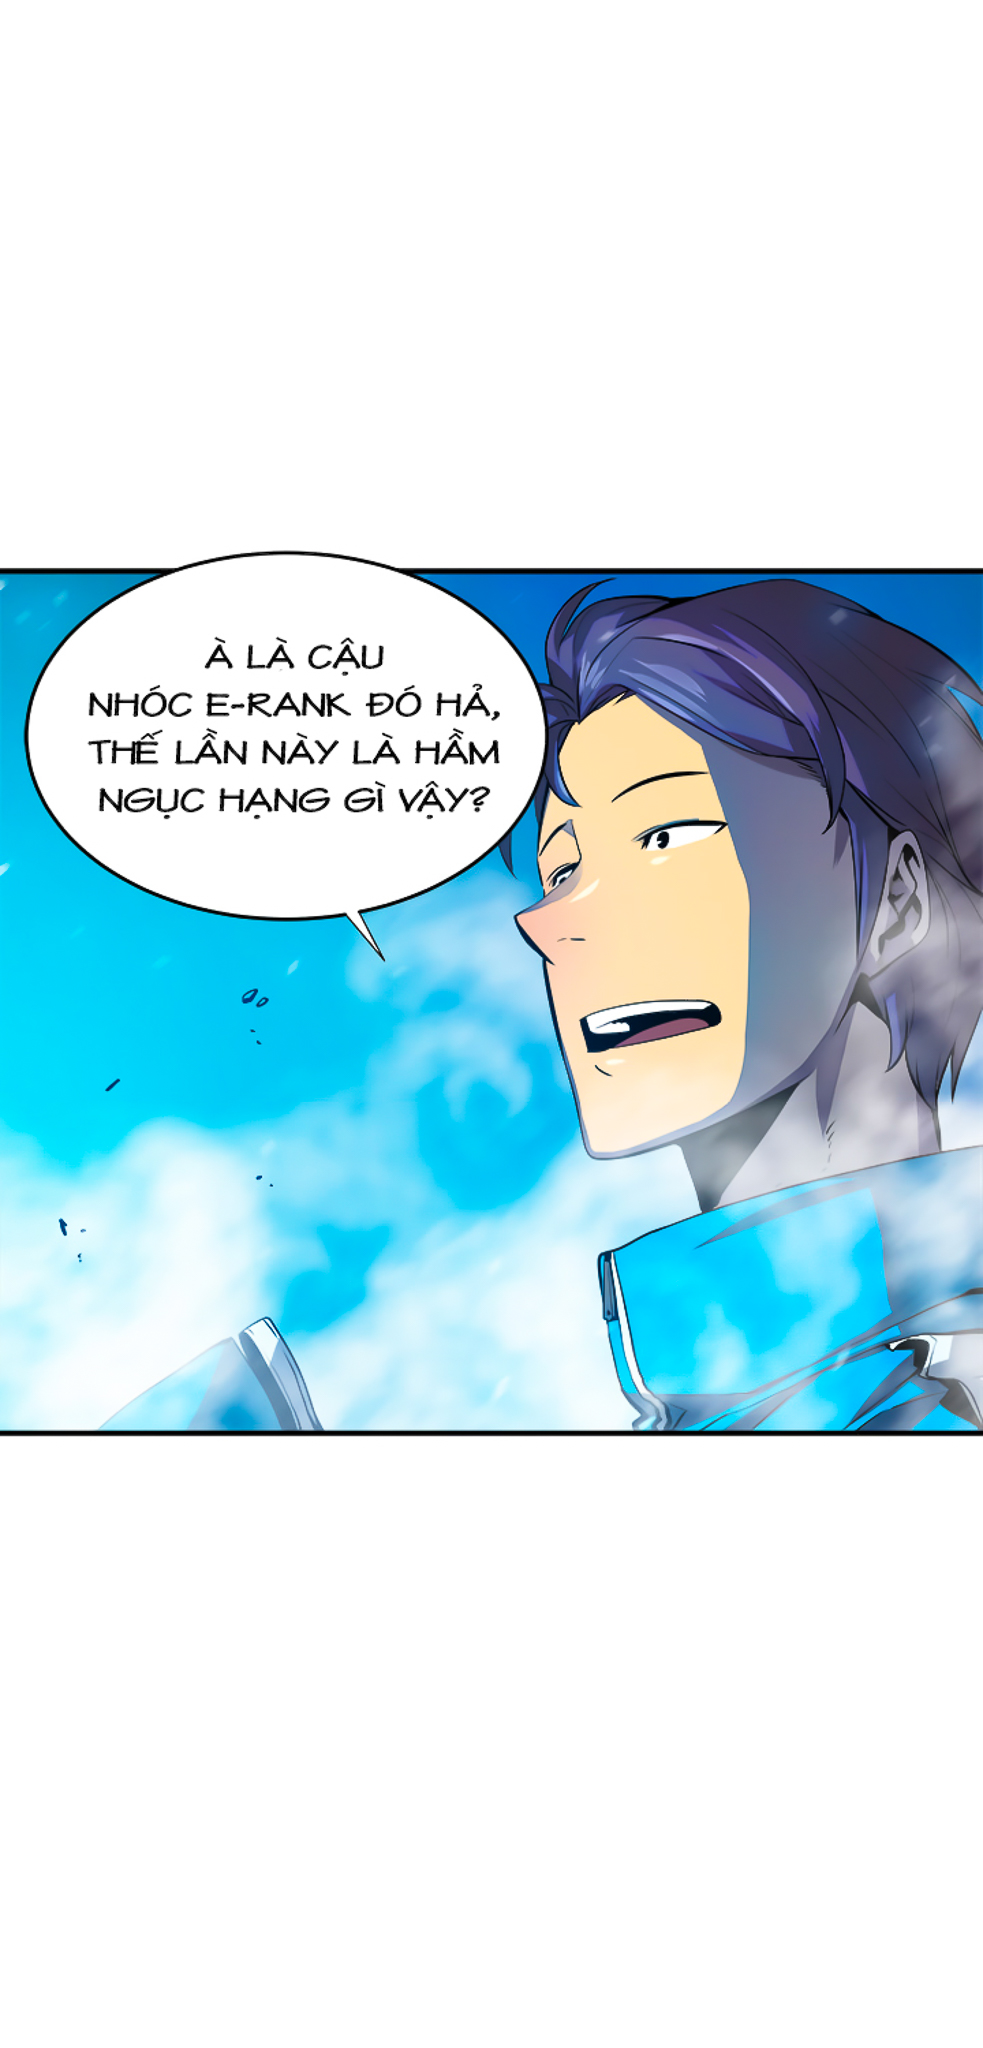 À LÀ CẬU
NHÓC E-RANK ĐÓ HẢ,
THẾ LẦN NÀY LÀ HẦM
NGỤC HẠNG GÌ VẬY?